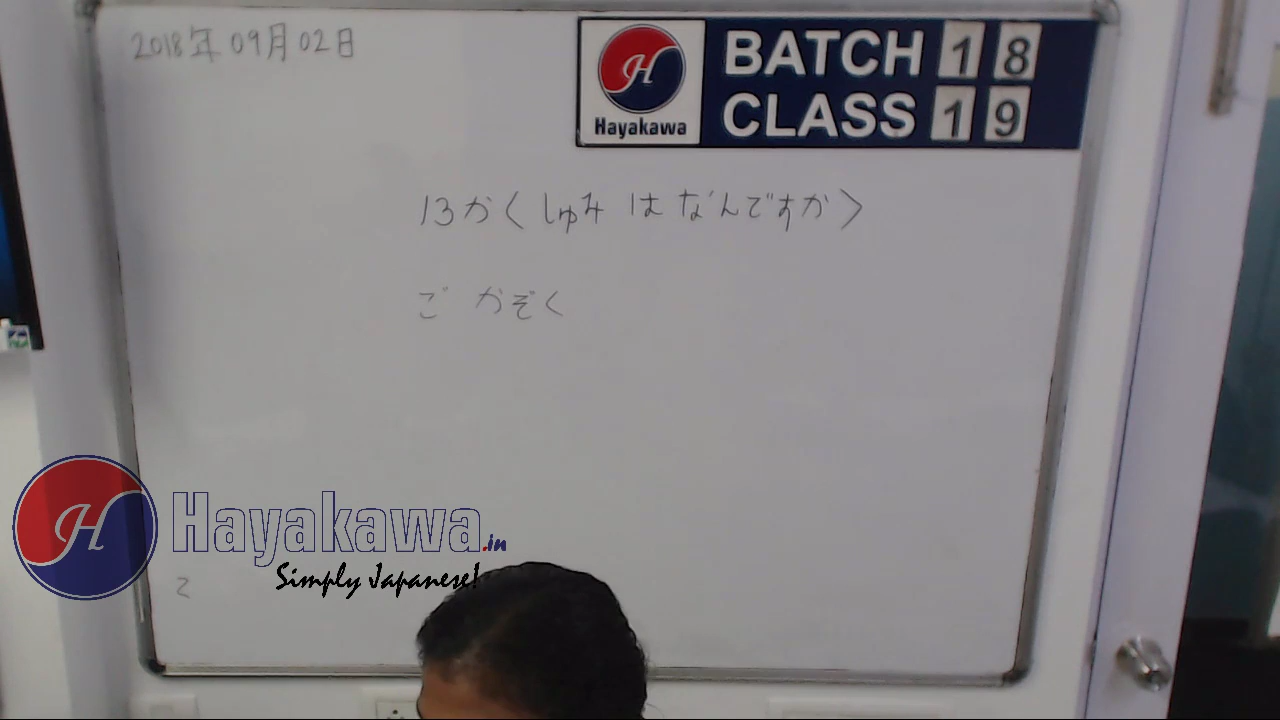 2018年09月02日
BATCH 18
CLASS 19
H
Hayakawa
13か〈しゅみ は なんですか〉
ご かぞく
H
Hayakawa.in
Simply Japanese!
2